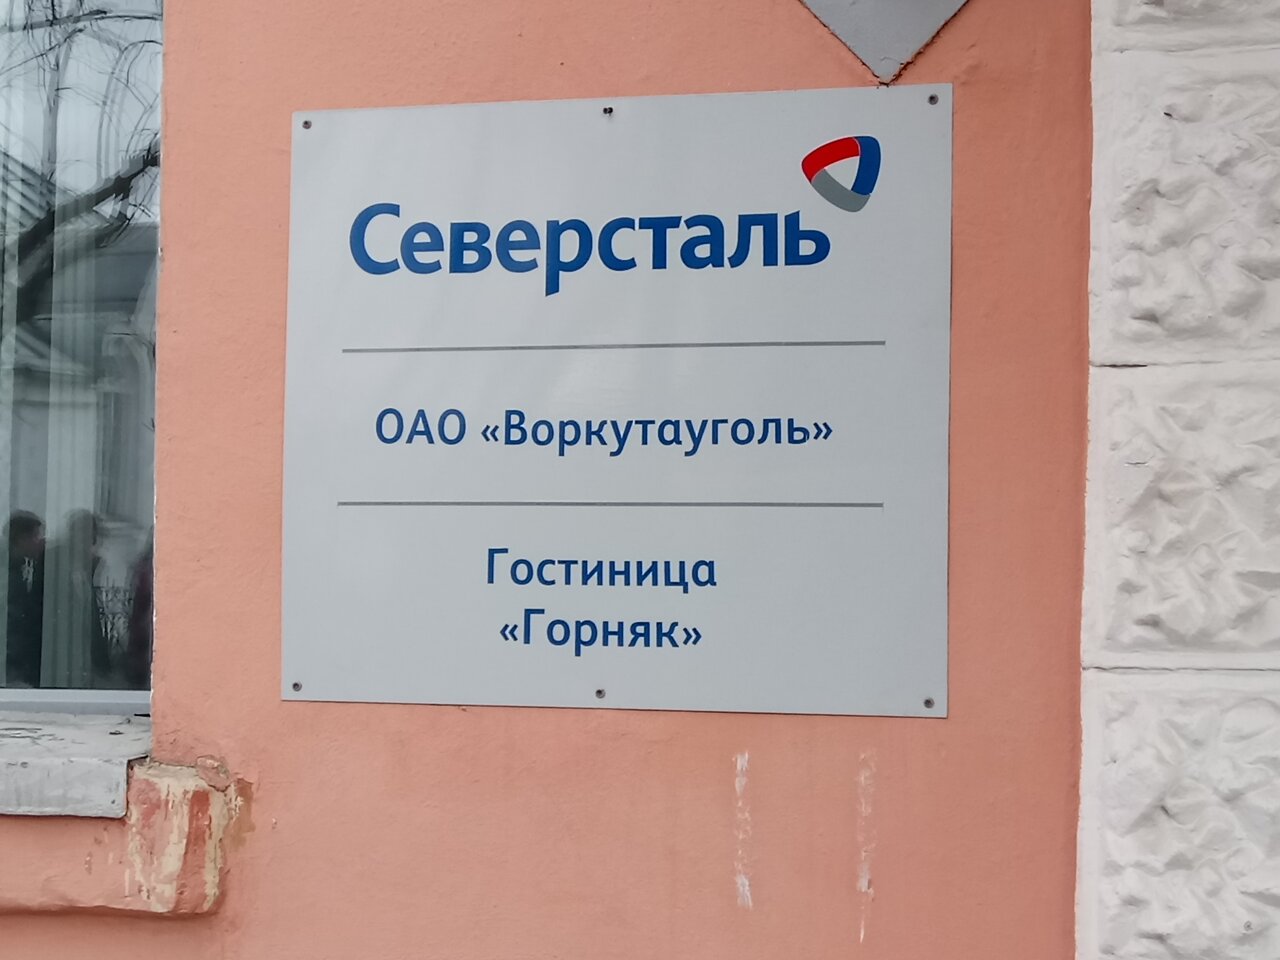 Северсталь
ОАО «Воркутауголь»
Гостиница
«Горняк»